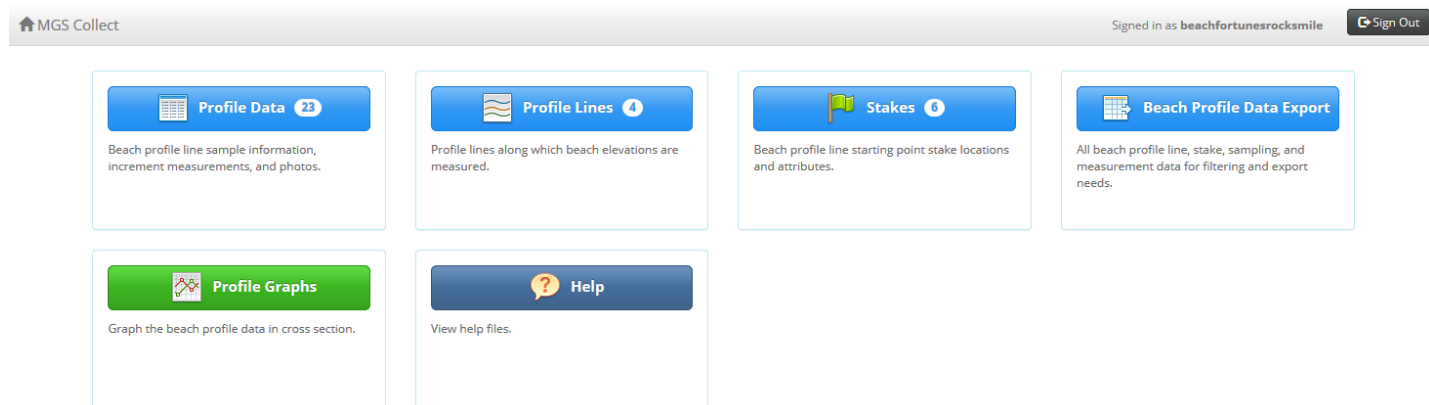 MGS Collect
Signed in as beachfortunesrocksmile
Sign Out
Profile Data 23
Beach profile line sample information,
increment measurements, and photos.
Profile Lines 4
Profile lines along which beach elevations are
measured.
Stakes 6
Beach profile line starting point stake locations
and attributes.
Beach Profile Data Export
All beach profile line, stake, sampling, and
measurement data for filtering and export
needs.
Profile Graphs
Graph the beach profile data in cross section.
? Help
View help files.